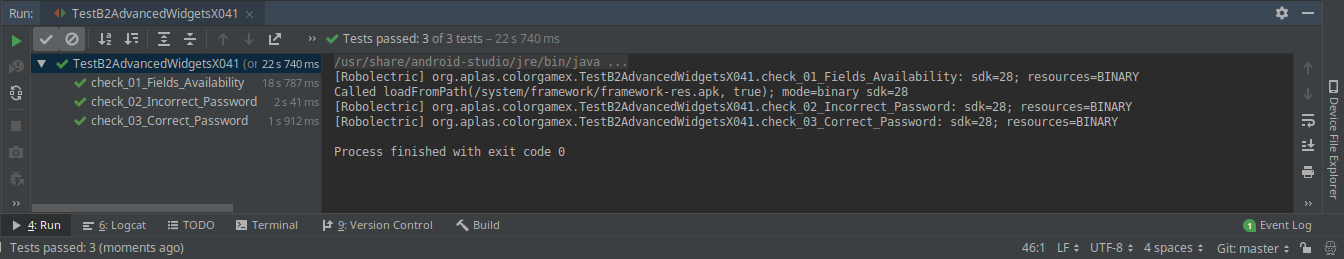 Run: TestB2AdvancedWidgetsX041
Tests passed: 3 of 3 tests – 22 s 740 ms
TestB2AdvancedWidgetsX041 (or 22 s 740 ms
check_01_Fields_Availability 18 s 787 ms
check_02_Incorrect_Password 2 s 41 ms
check_03_Correct_Password 1 s 912 ms
/usr/share/android-studio/jre/bin/java ...
[Robolectric] org.aplas.colorgamex.TestB2AdvancedWidgetsX041.check_01_Fields_Availability: sdk=28; resources=BINARY
Called loadFromPath(/system/framework/framework-res.apk, true); mode=binary sdk=28
[Robolectric] org.aplas.colorgamex.TestB2AdvancedWidgetsX041.check_02_Incorrect_Password: sdk=28; resources=BINARY
[Robolectric] org.aplas.colorgamex.TestB2AdvancedWidgetsX041.check_03_Correct_Password: sdk=28; resources=BINARY
Process finished with exit code 0
Device File Explorer
4: Run 6: Logcat TODO Terminal 9: Version Control Build 1 Event Log
Tests passed: 3 (moments ago) 46:1 LF UTF-8 4 spaces Git: master